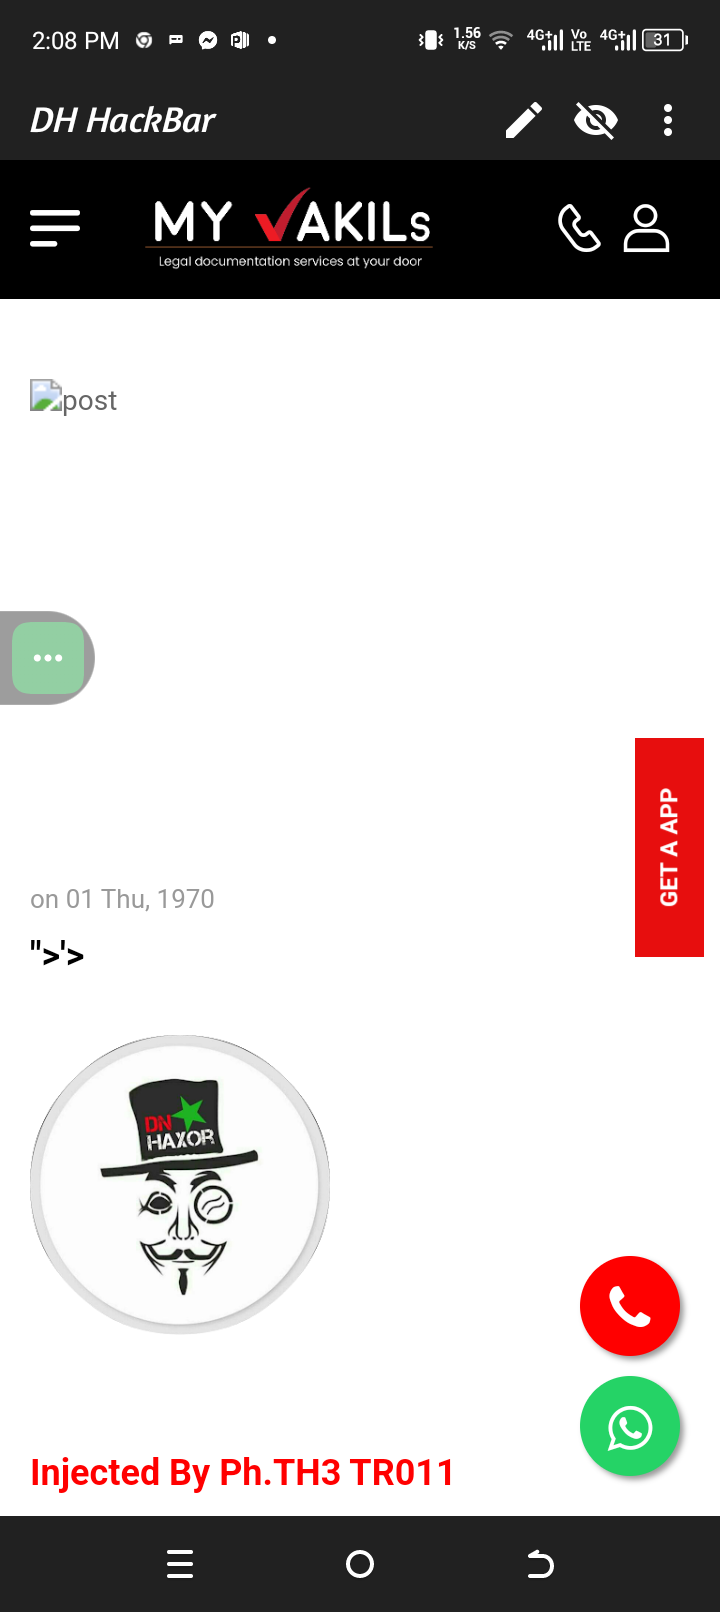 2:08 PM
1.56
K/S
4G+
Vo
LTE
4G+
31
DH HackBar
MY VAKILs
Legal documentation services at your door
post
GET A APP
on 01 Thu, 1970
">'>
DN
HAXOR
Injected By Ph.TH3 TR011